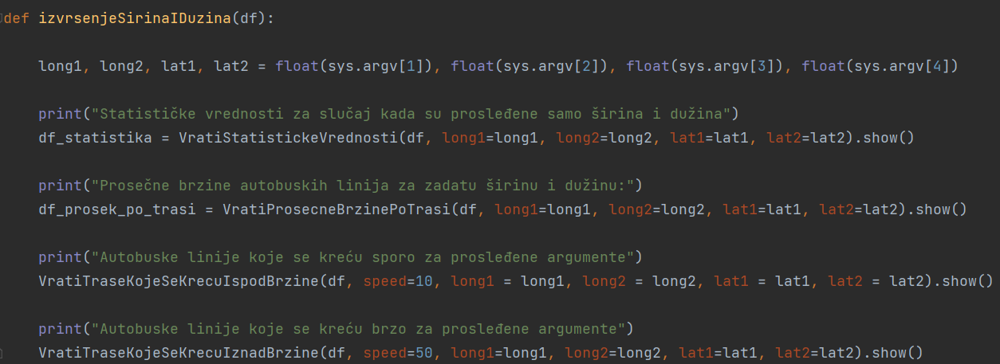 def izvrsenjeSirinaIDuzina(df):
long1, long2, lat1, lat2 = float(sys.argv[1]), float(sys.argv[2]), float(sys.argv[3]), float(sys.argv[4])
print("Statističke vrednosti za slučaj kada su prosleđene samo širina i dužina")
df_statistika = VratiStatistickeVrednosti(df, long1=long1, long2=long2, lat1=lat1, lat2=lat2).show()
print("Prosečne brzine autobuskih linija za zadatu širinu i dužinu:")
df_prosek_po_trasi = VratiProsecneBrzinePoTrasi(df, long1=long1, long2=long2, lat1=lat1, lat2=lat2).show()
print("Autobuske linije koje se kreću sporo za prosleđene argumente")
VratiTraseKojeSeKrecuIspodBrzine(df, speed=10, long1 = long1, long2 = long2, lat1 = lat1, lat2 = lat2).show()
print("Autobuske linije koje se kreću brzo za prosleđene argumente")
VratiTraseKojeSeKrecuIznadBrzine(df, speed=50, long1=long1, long2=long2, lat1=lat1, lat2=lat2).show()